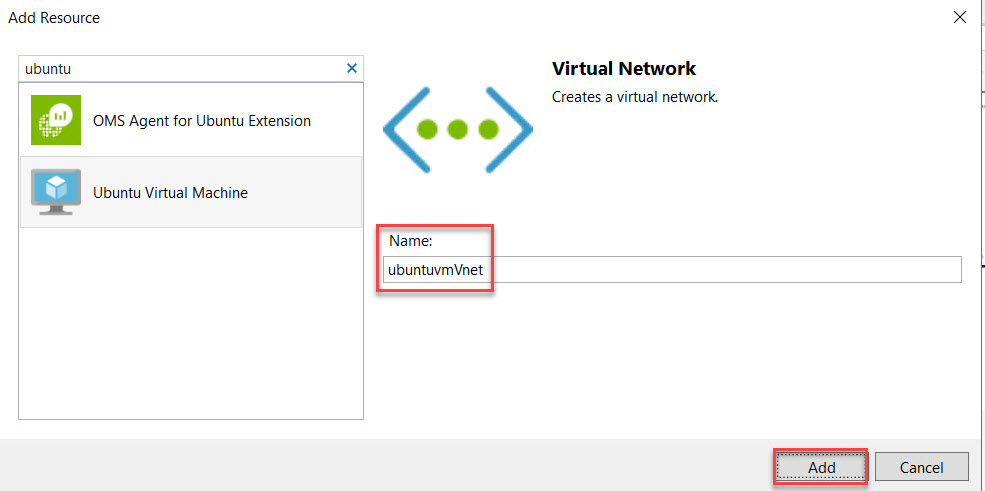 Add Resource
ubuntu
OMS Agent for Ubuntu Extension
Ubuntu Virtual Machine
Virtual Network
Creates a virtual network.
Name:
ubuntuvmVnet
Add
Cancel